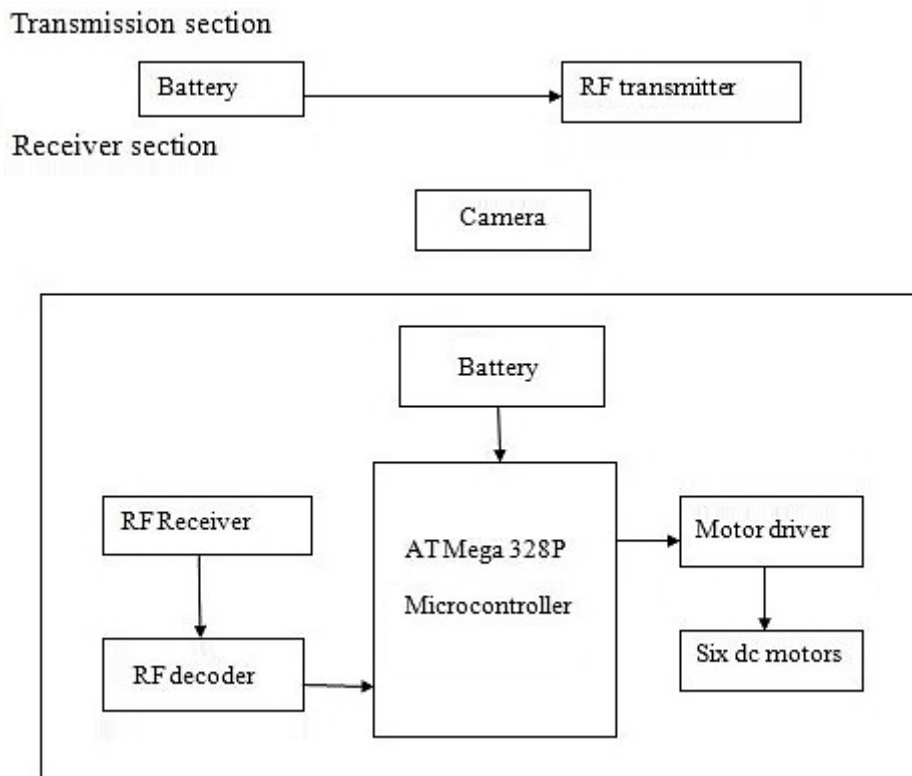 Transmission section
Battery
RF transmitter
Receiver section
Camera
Battery
RF Receiver
ATMega 328P
Microcontroller
Motor driver
RF decoder
Six dc motors